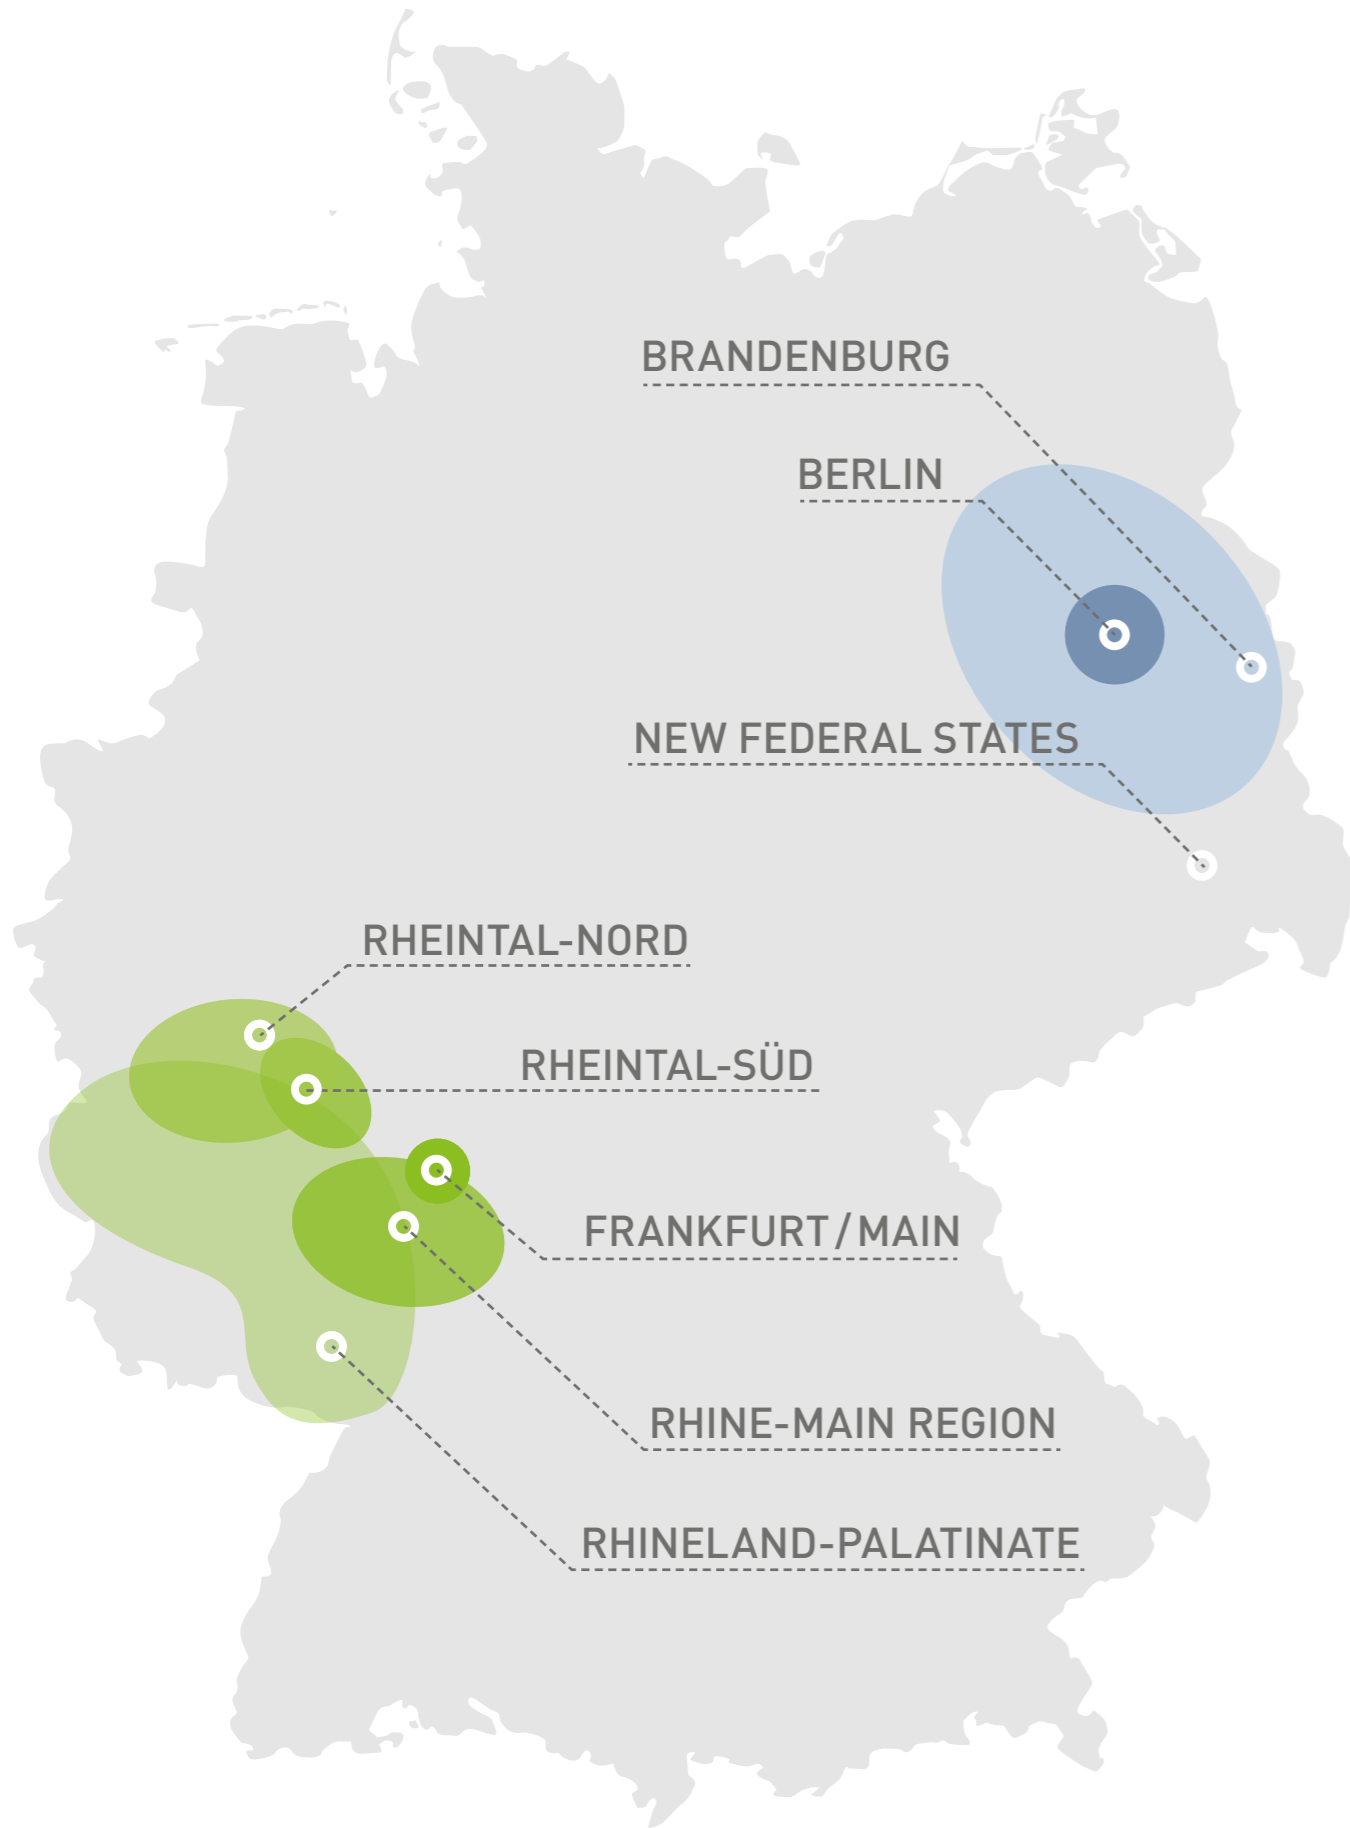 BRANDENBURG
BERLIN
NEW FEDERAL STATES
RHEINTAL-NORD
RHEINTAL-SÜD
FRANKFURT/MAIN
RHINE-MAIN REGION
RHINELAND-PALATINATE